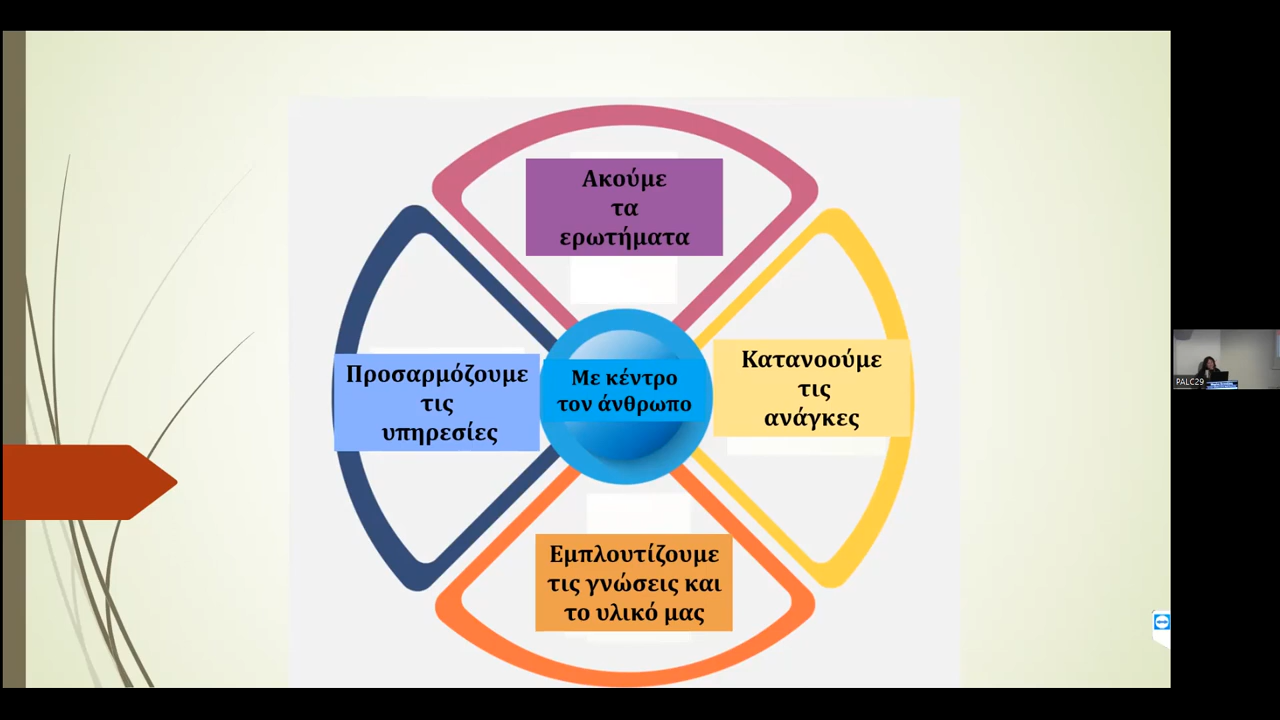 Ακούμε
τα
ερωτήματα
Κατανοούμε
τις
ανάγκες
Προσαρμόζουμε
τις
υπηρεσίες
Με κέντρο
τον άνθρωπο
Εμπλουτίζουμε
τις γνώσεις και
το υλικό μας
PALC29